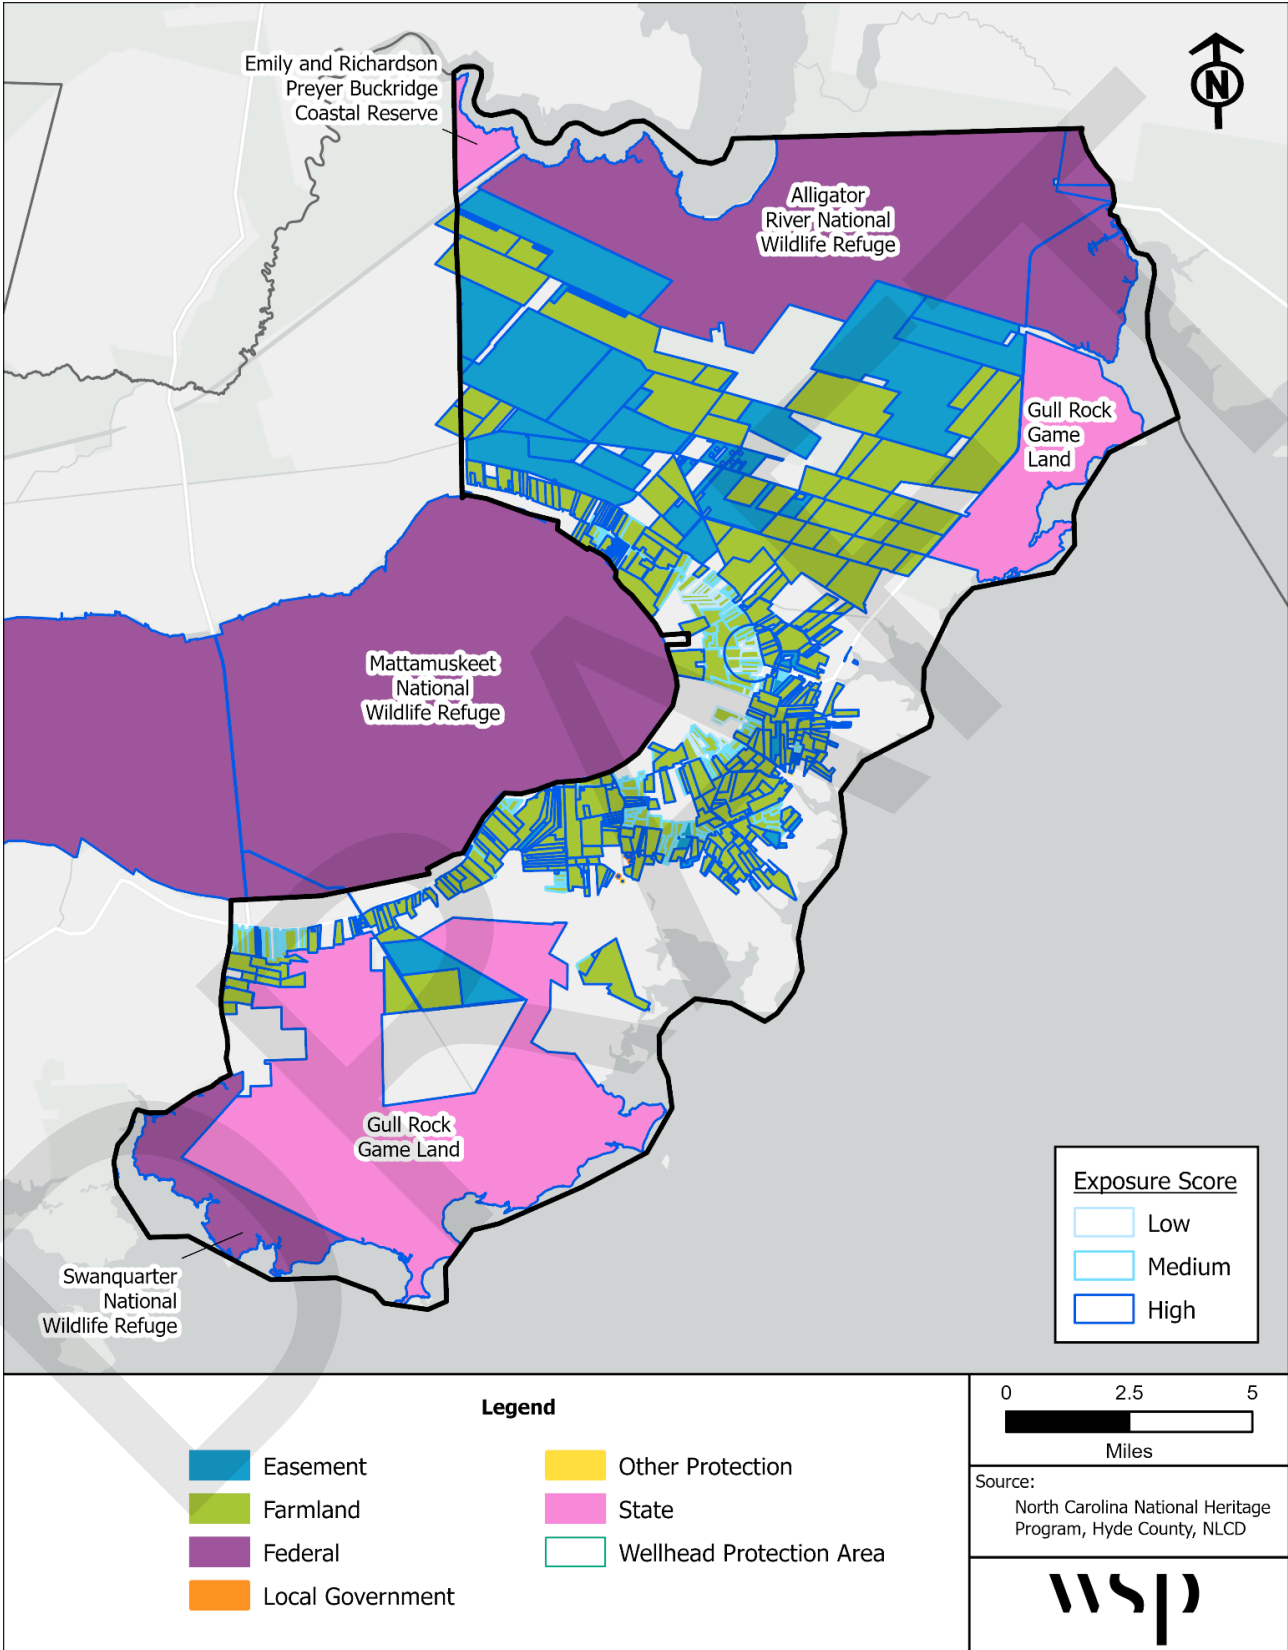 Emily and Richardson
Preyer Buckridge
Coastal Reserve
N
Alligator
River National
Wildlife Refuge
Gull Rock
Game
Land
Mattamuskeet
National
Wildlife Refuge
Gull Rock
Game Land
Swanquarter
National
Wildlife Refuge
Exposure Score
Low
Medium
High
DRAFT
Legend
Easement
Farmland
Federal
Local Government
Other Protection
State
Wellhead Protection Area
0 2.5 5
Miles
Source:
North Carolina National Heritage
Program, Hyde County, NLCD
wsp